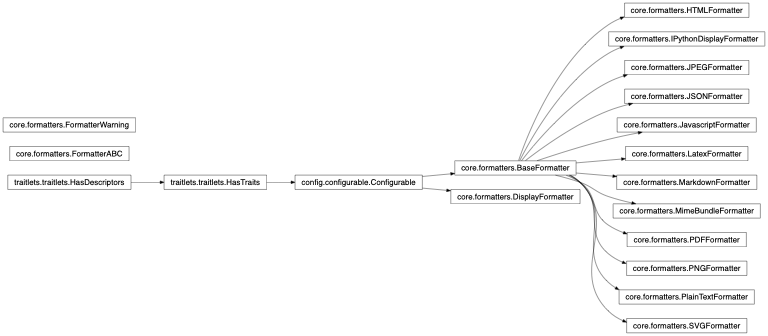 core.formatters.HTMLFormatter
core.formatters.IPythonDisplayFormatter
core.formatters.JPEGFormatter
core.formatters.JSONFormatter
core.formatters.FormatterWarning
core.formatters.JavascriptFormatter
core.formatters.FormatterABC
core.formatters.LatexFormatter
core.formatters.BaseFormatter
traitlets.traitlets.HasDescriptors
traitlets.traitlets.HasTraits
config.configurable.Configurable
core.formatters.MarkdownFormatter
core.formatters.DisplayFormatter
core.formatters.MimeBundleFormatter
core.formatters.PDFFormatter
core.formatters.PNGFormatter
core.formatters.PlainTextFormatter
core.formatters.SVGFormatter